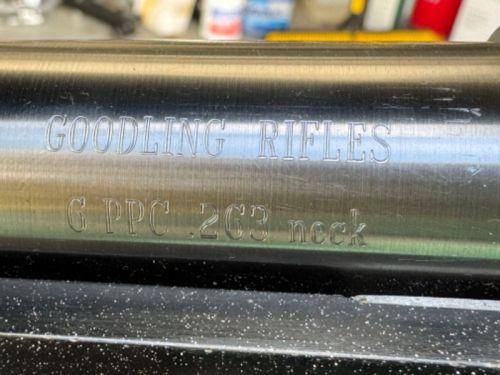 GOODLING RIFLES
6 PPC .263 neck